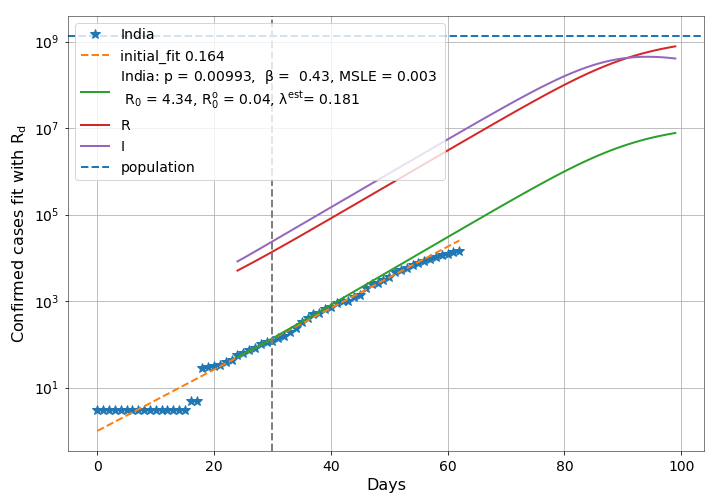 India
initial_fit 0.164
India: p = 0.00993,  β =  0.43, MSLE = 0.003
R₀ = 4.34, R₀ᵒ = 0.04, λᵉˢᵗ= 0.181
R
I
population
10⁹
10⁷
10⁵
10³
10¹
Confirmed cases fit with R_d
0 20 40 60 80 100
Days